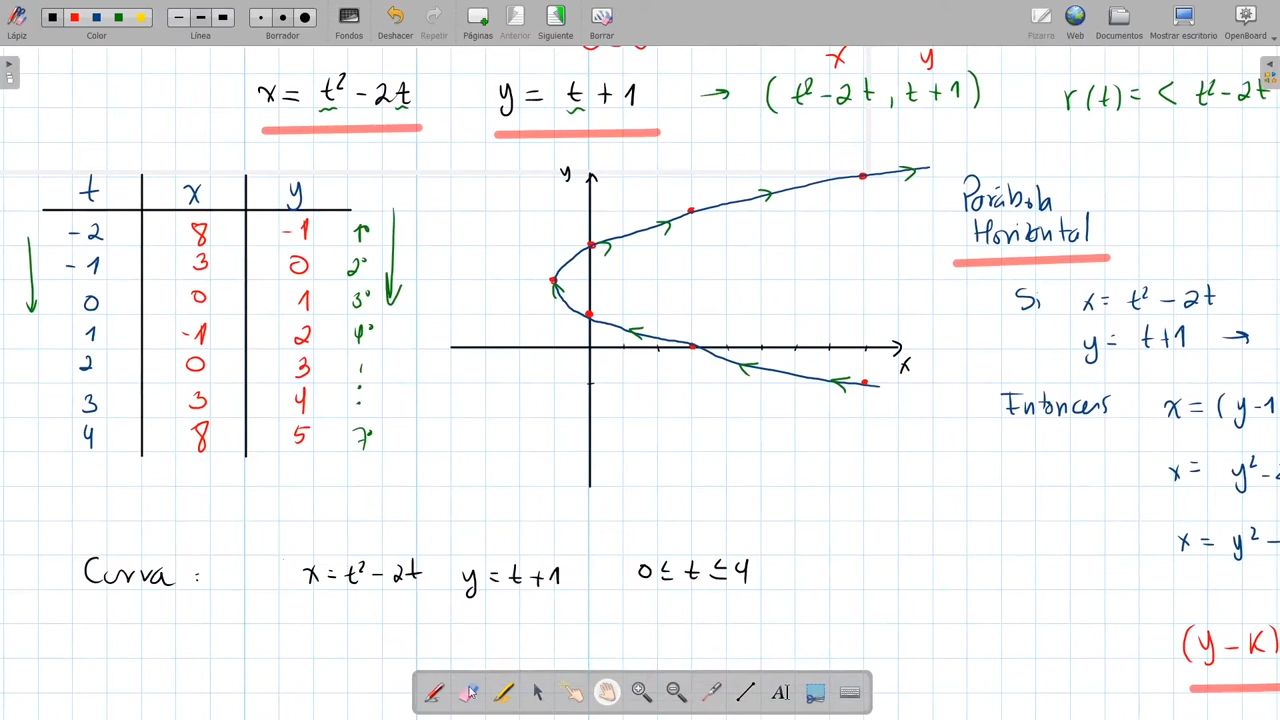 Lápiz Color Línea Borrador Fondos Deshacer Repetir Páginas Anterior Siguiente Borrar Pizarra Web Documentos Mostrar escritorio OpenBoard
x y
x = t² - 2t y = t + 1 → (t² - 2t, t + 1) r(t) = < t² - 2t
t x y
-2 8 -1 1°
-1 3 0 2°
0 0 1 3°
1 -1 2 4°
2 0 3
3 3 4
4 8 5 7°
y
x
Parábola
Horizontal
Si x = t² - 2t
y = t + 1 →
Entonces x = (y - 1
x = y² - 2
x = y² -
Curva : x = t² - 2t y = t + 1 0 ≤ t ≤ 4
(y - K)
AI